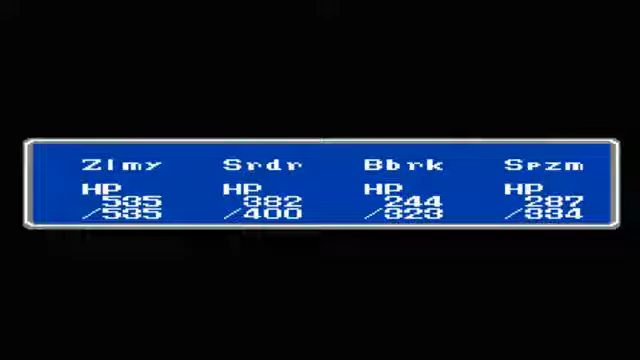 Zlmy Srdr Bbrk Spzm
HP HP HP HP
535 382 244 287
/535 /400 /323 /334